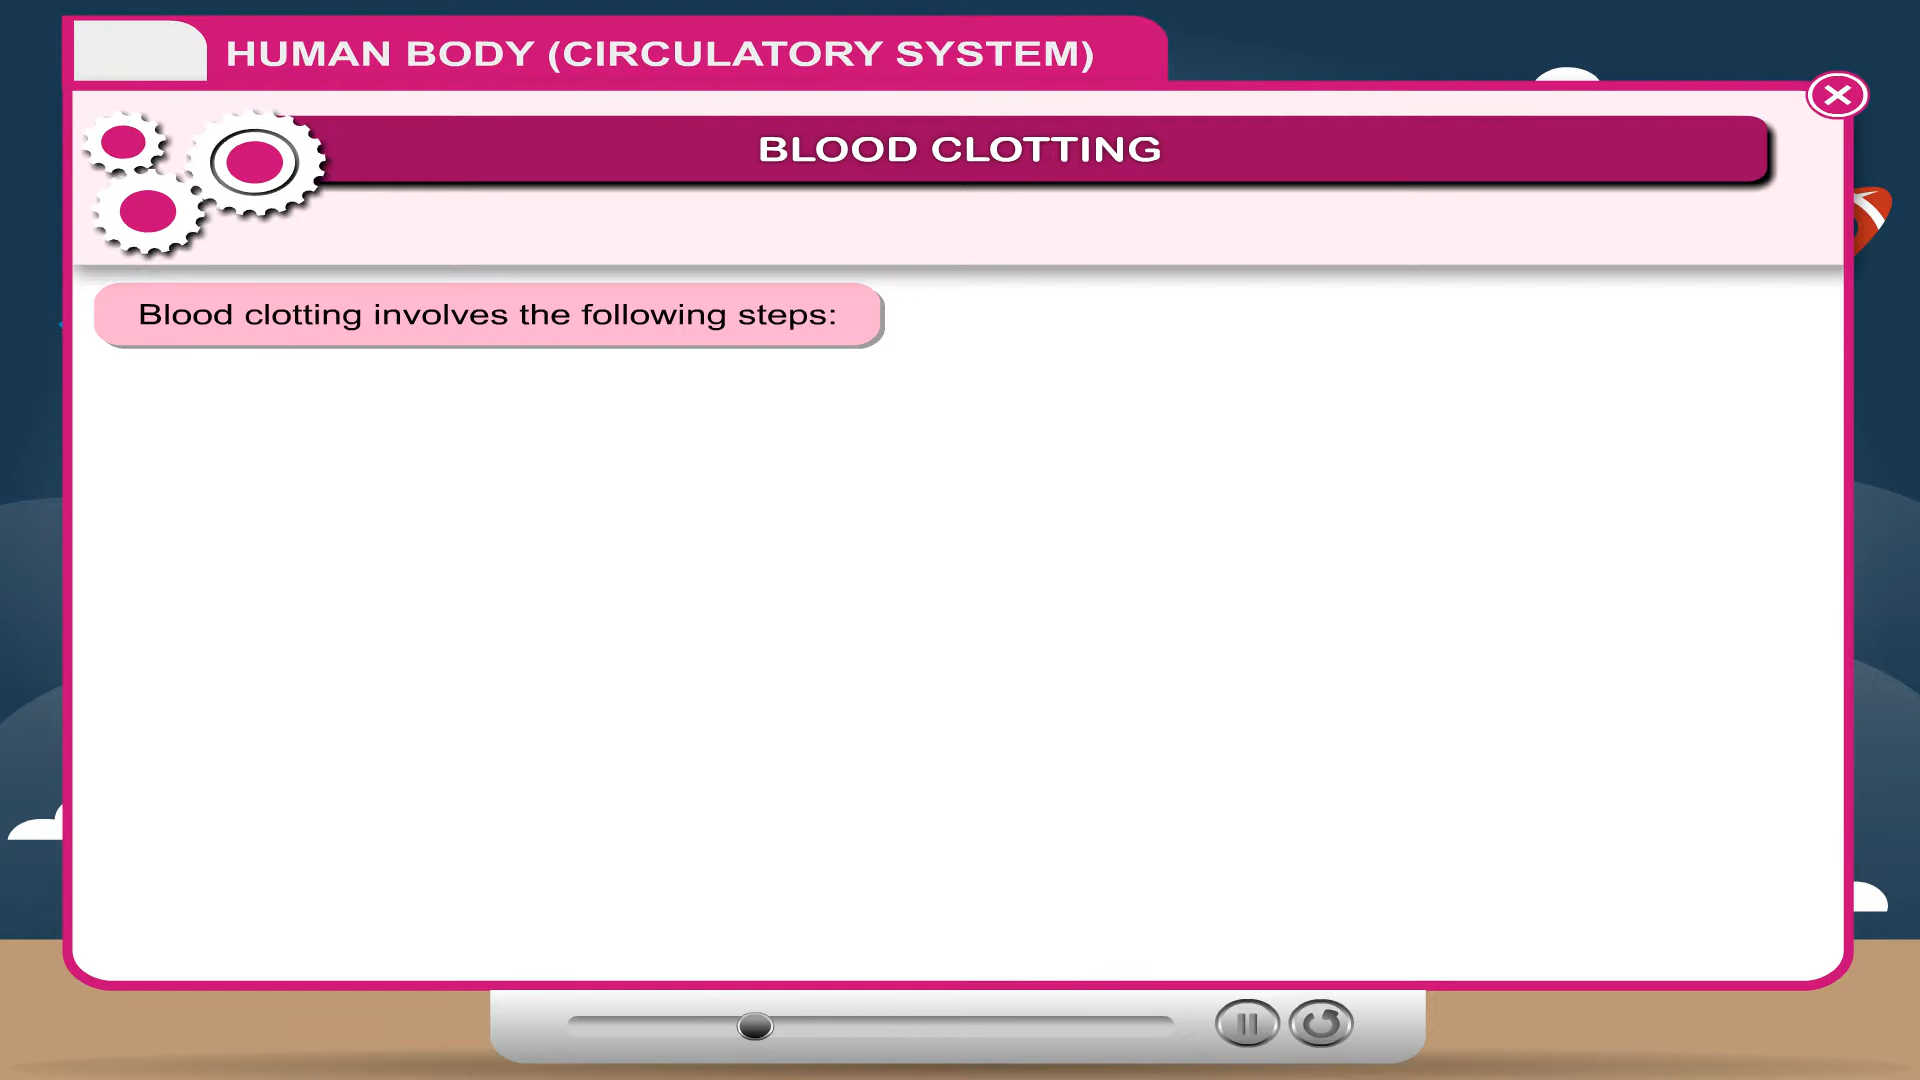 HUMAN BODY (CIRCULATORY SYSTEM)
BLOOD CLOTTING
Blood clotting involves the following steps: